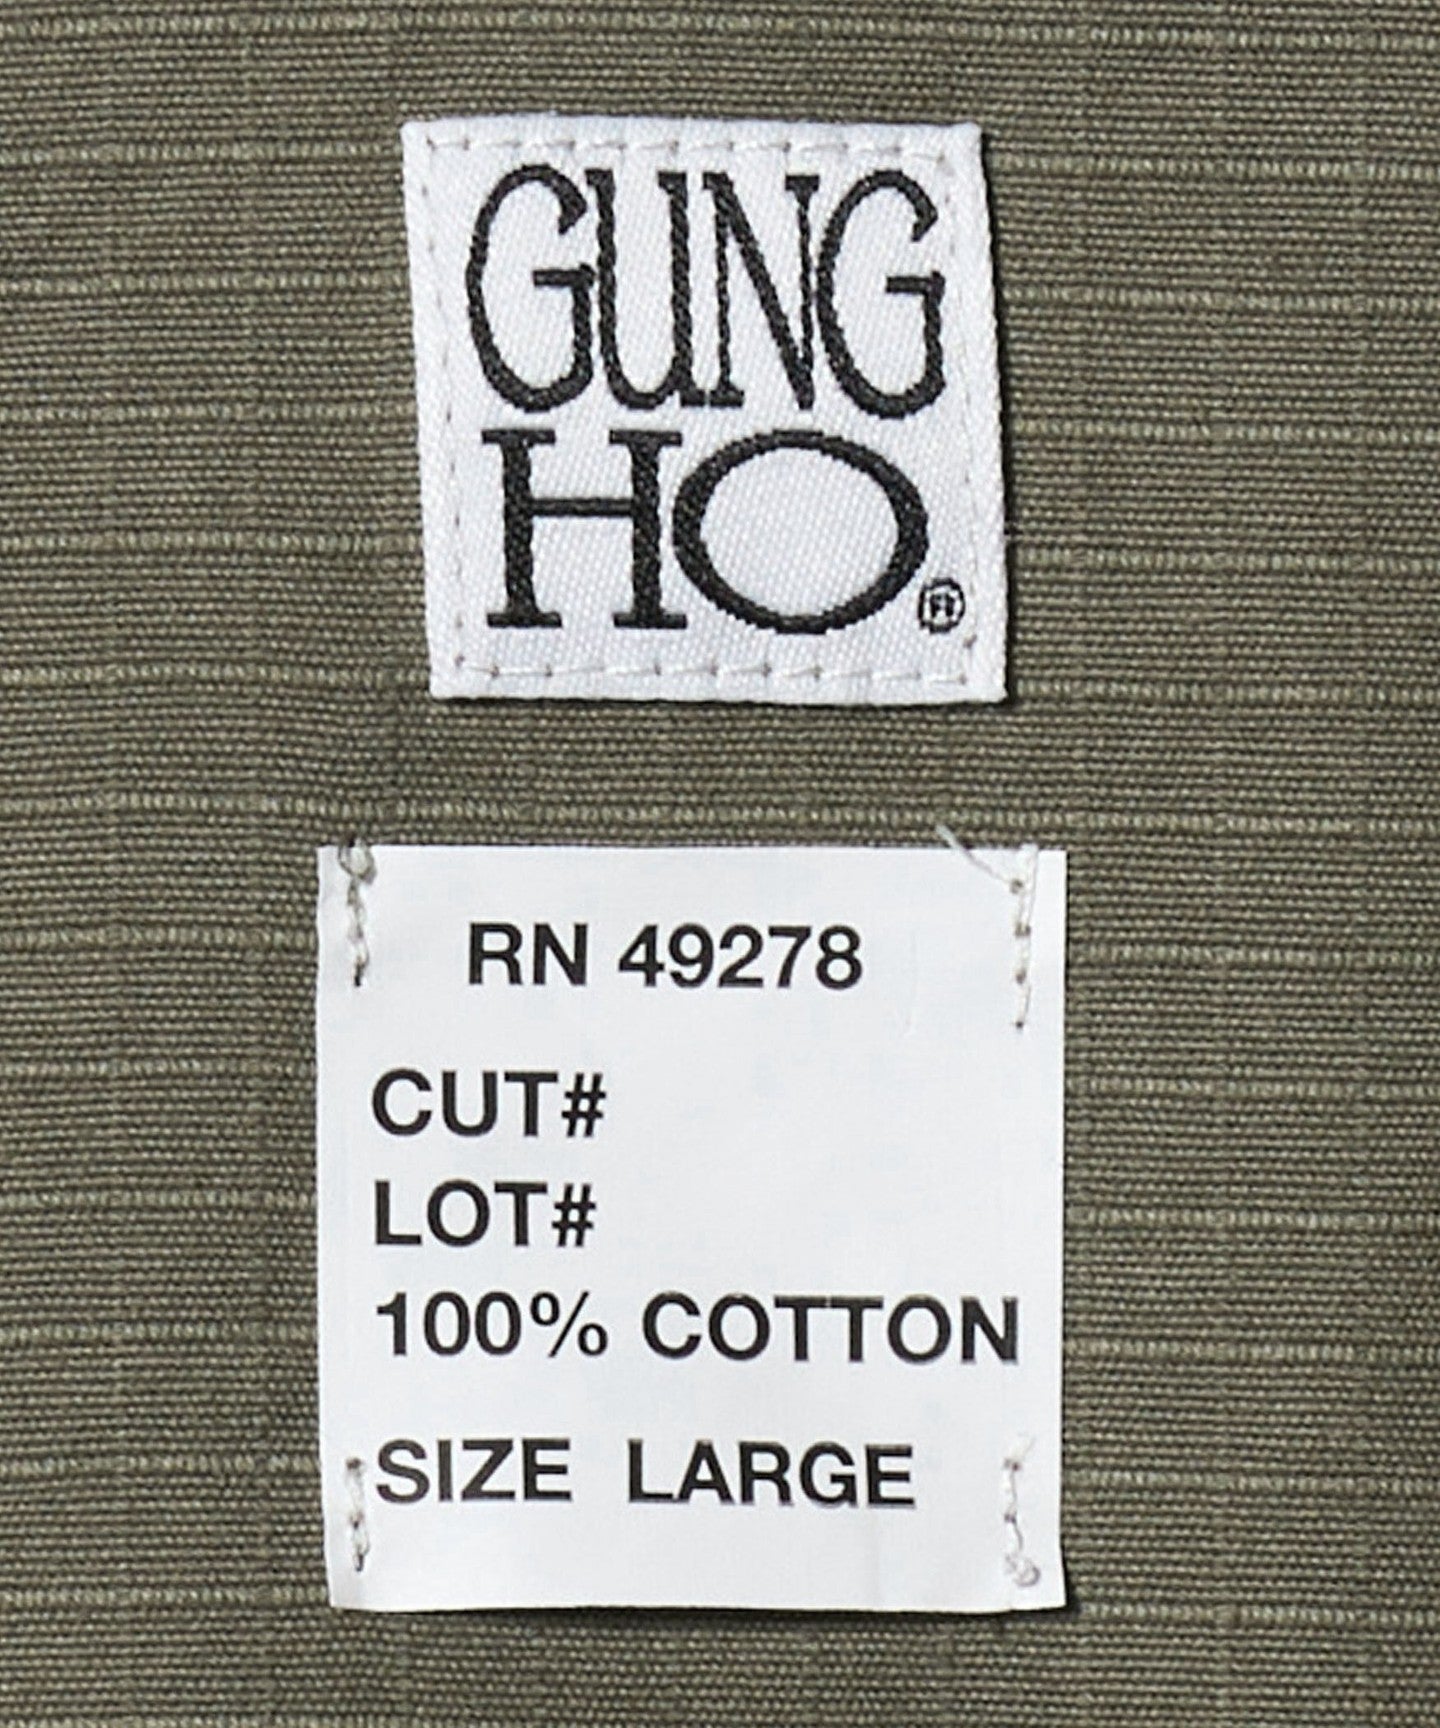 GUNG
HO®
RN 49278
CUT#
LOT#
100% COTTON
SIZE LARGE